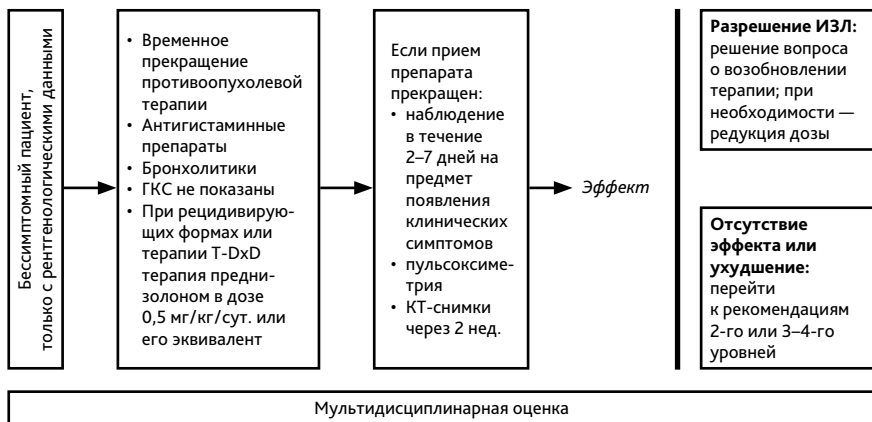 Бессимптомный пациент,
только с рентгенологическими данными
• Временное
прекращение
противоопухолевой
терапии
• Антигистаминные
препараты
• Бронхолитики
• ГКС не показаны
• При рецидивирую-
щих формах или
терапии T-DxD
терапия предни-
золоном в дозе
0,5 мг/кг/сут. или
его эквивалент
Если прием
препарата
прекращен:
• наблюдение
в течение
2–7 дней на
предмет
появления
клинических
симптомов
• пульсоксиме-
трия
• КТ-снимки
через 2 нед.
Эффект
Разрешение ИЗЛ:
решение вопроса
о возобновлении
терапии; при
необходимости —
редукция дозы
Отсутствие
эффекта или
ухудшение:
перейти
к рекомендациям
2-го или 3–4-го
уровней
Мультидисциплинарная оценка